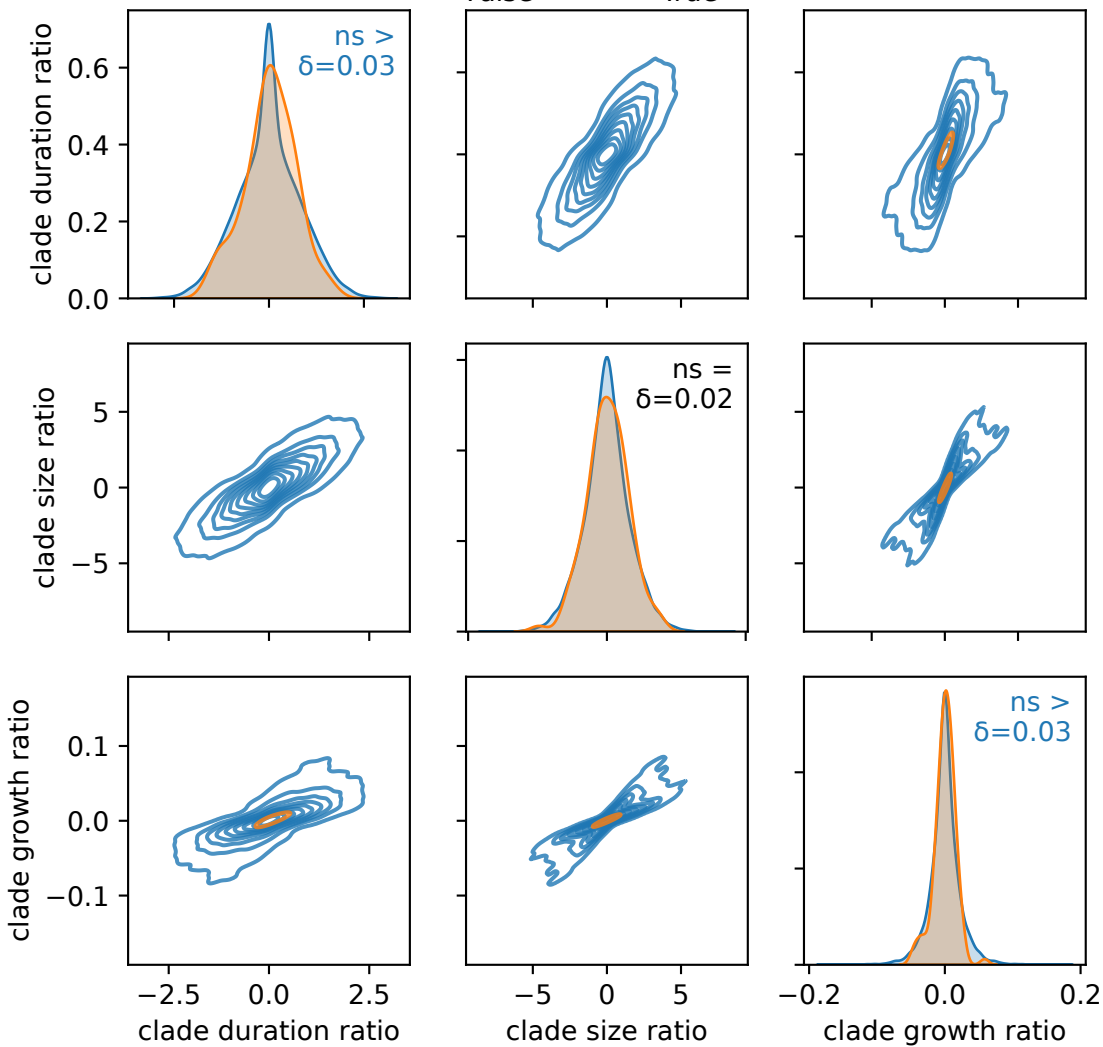 clade duration ratio
0.6
0.4
0.2
0.0
ns >
δ=0.03
−5
0
5
clade size ratio
5
0
−5
ns =
δ=0.02
clade growth ratio
0.1
0.0
−0.1
ns >
δ=0.03
−2.5
0.0
2.5
clade duration ratio
−5
0
5
clade size ratio
−0.2
0.0
0.2
clade growth ratio